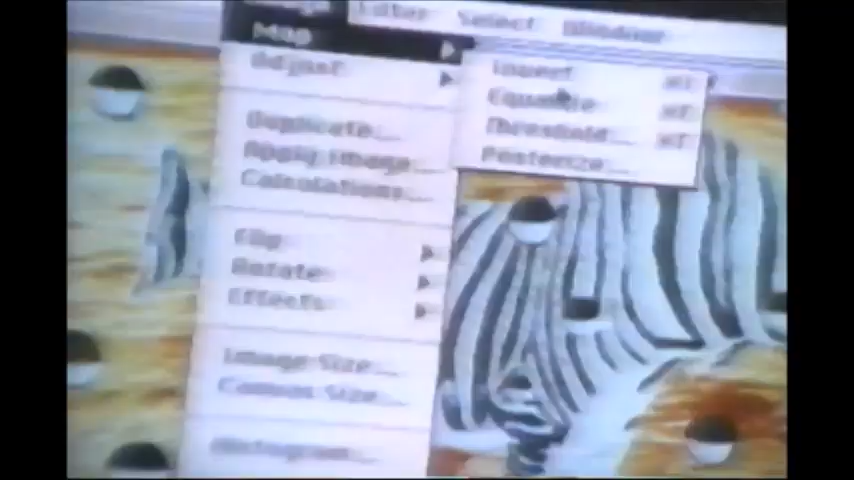 Image Filter Select Window
Map
Adjust
Duplicate...
Apply Image...
Calculations...
Flip
Rotate
Effects
Image Size...
Canvas Size...
Histogram...
Invert ⌘I
Equalize ⌘E
Threshold... ⌘T
Posterize...